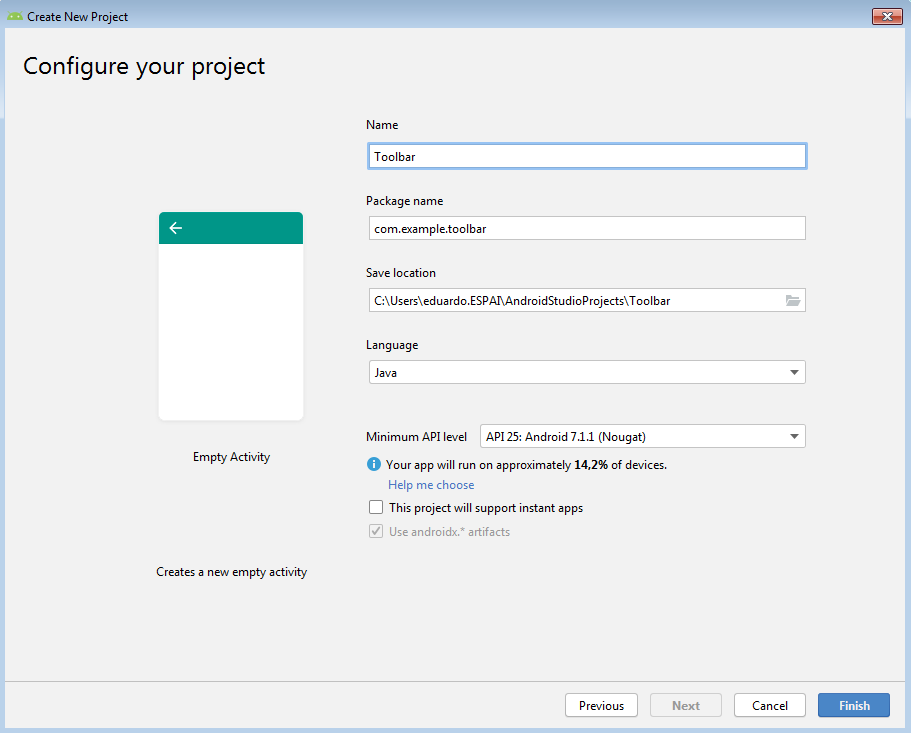 Create New Project
Configure your project
Name
Toolbar
Package name
com.example.toolbar
Save location
C:\Users\eduardo.ESPAI\AndroidStudioProjects\Toolbar
Language
Java
Minimum API level API 25: Android 7.1.1 (Nougat)
Empty Activity
Your app will run on approximately 14,2% of devices.
Help me choose
This project will support instant apps
Use androidx.* artifacts
Creates a new empty activity
Previous Next Cancel Finish